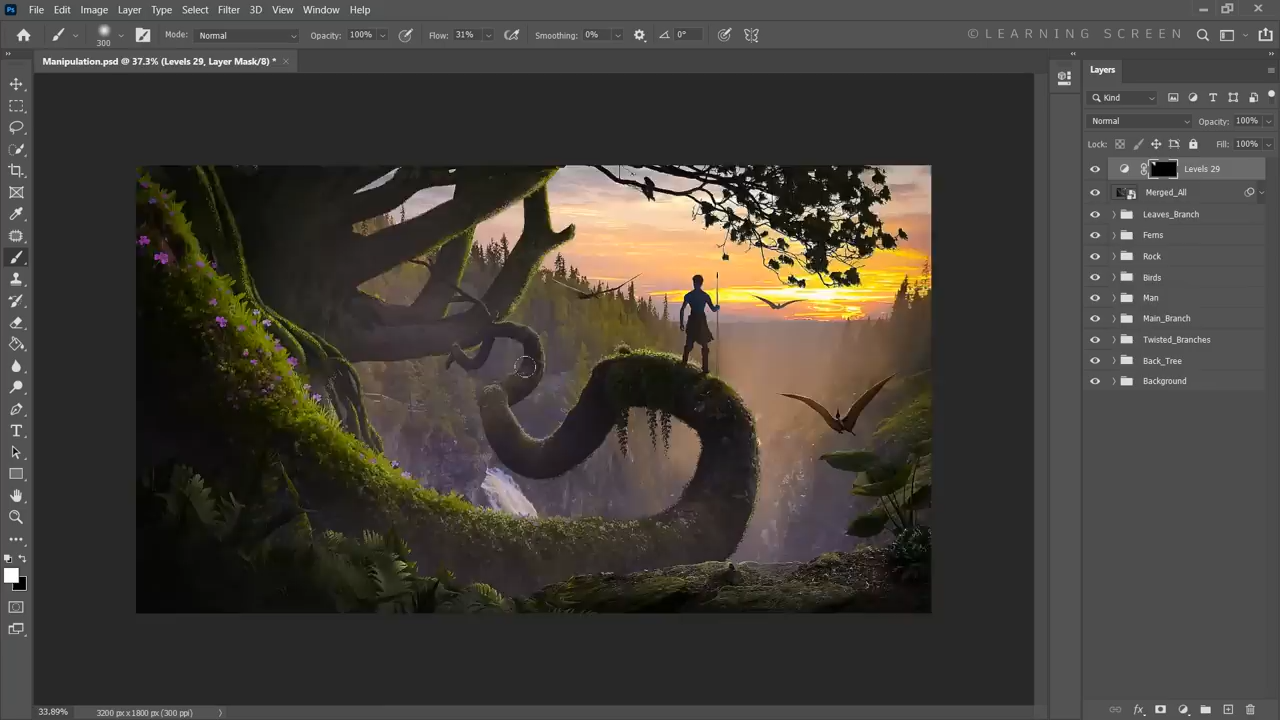 Ps File Edit Image Layer Type Select Filter 3D View Window Help
300 Mode: Normal Opacity: 100% Flow: 31% Smoothing: 0% 0° © LEARNING SCREEN
Manipulation.psd @ 37.3% (Levels 29, Layer Mask/8) *
Layers
Kind
Normal Opacity: 100%
Lock: Fill: 100%
Levels 29
Merged_All
Leaves_Branch
Ferns
Rock
Birds
Man
Main_Branch
Twisted_Branches
Back_Tree
Background
33.89% 3200 px x 1800 px (300 ppi)